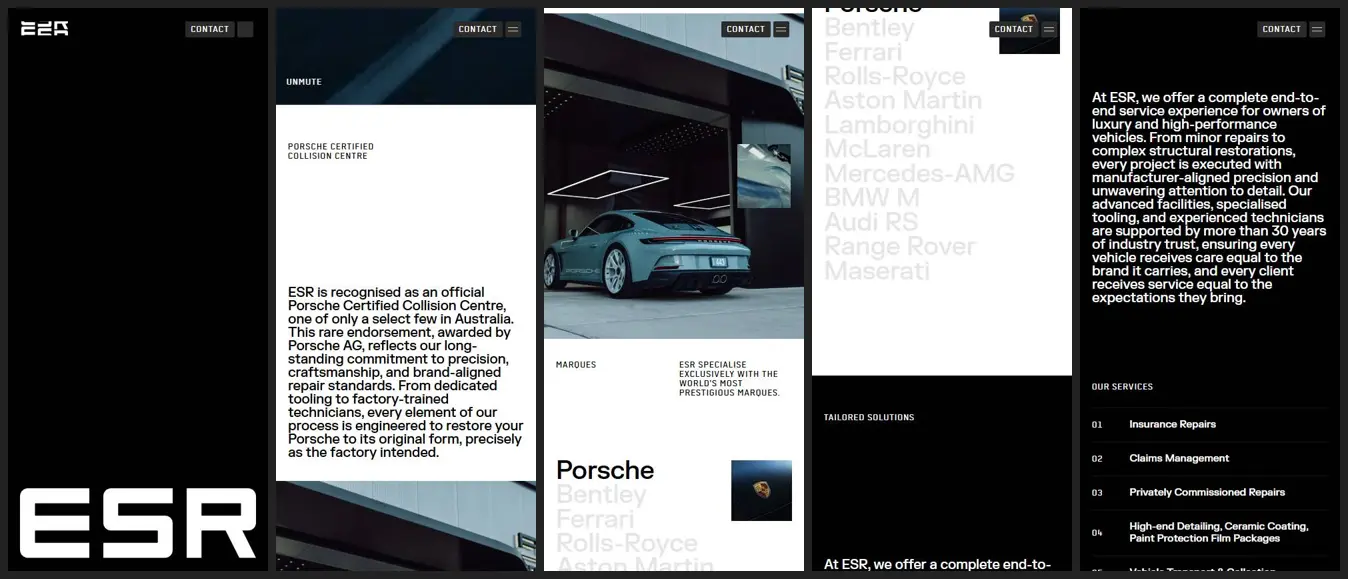 ESR
CONTACT
ESR
CONTACT
UNMUTE
PORSCHE CERTIFIED
COLLISION CENTRE
ESR is recognised as an official
Porsche Certified Collision Centre,
one of only a select few in Australia.
This rare endorsement, awarded by
Porsche AG, reflects our long-
standing commitment to precision,
craftsmanship, and brand-aligned
repair standards. From dedicated
tooling to factory-trained
technicians, every element of our
process is engineered to restore your
Porsche to its original form, precisely
as the factory intended.
CONTACT
PORSCHE
MARQUES
ESR SPECIALISE
EXCLUSIVELY WITH THE
WORLD'S MOST
PRESTIGIOUS MARQUES.
Porsche
Bentley
Ferrari
Rolls-Royce
Aston Martin
CONTACT
Porsche
Bentley
Ferrari
Rolls-Royce
Aston Martin
Lamborghini
McLaren
Mercedes-AMG
BMW M
Audi RS
Range Rover
Maserati
TAILORED SOLUTIONS
At ESR, we offer a complete end-to-
CONTACT
At ESR, we offer a complete end-to-
end service experience for owners of
luxury and high-performance
vehicles. From minor repairs to
complex structural restorations,
every project is executed with
manufacturer-aligned precision and
unwavering attention to detail. Our
advanced facilities, specialised
tooling, and experienced technicians
are supported by more than 30 years
of industry trust, ensuring every
vehicle receives care equal to the
brand it carries, and every client
receives service equal to the
expectations they bring.
OUR SERVICES
01 Insurance Repairs
02 Claims Management
03 Privately Commissioned Repairs
04 High-end Detailing, Ceramic Coating,
Paint Protection Film Packages